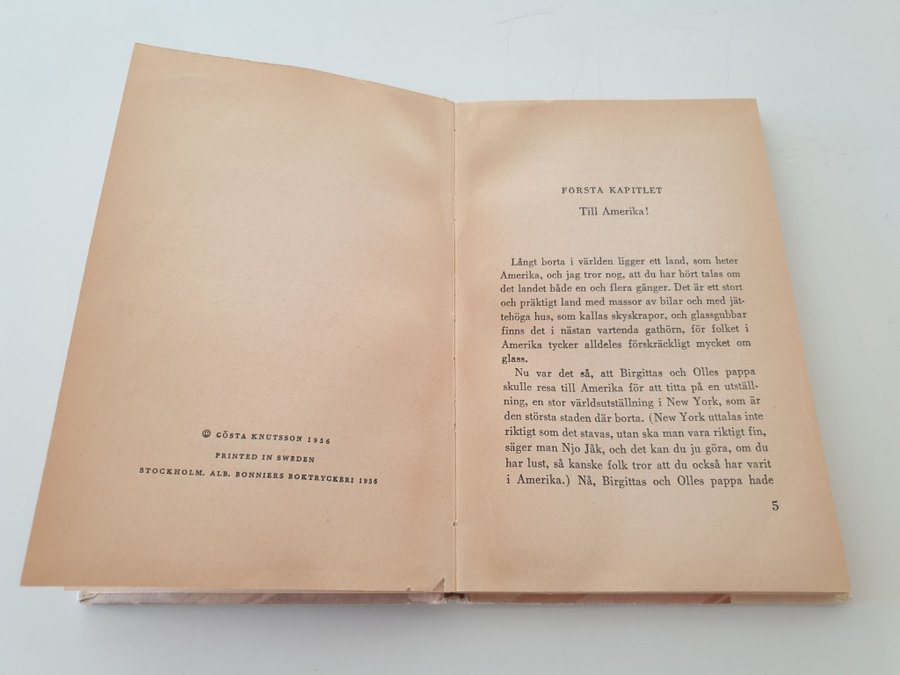 © GÖSTA KNUTSSON 1956
PRINTED IN SWEDEN
STOCKHOLM. ALB. BONNIERS BOKTRYCKERI 1956
FÖRSTA KAPITLET
Till Amerika!
Långt borta i världen ligger ett land, som heter
Amerika, och jag tror nog, att du har hört talas om
det landet både en och flera gånger. Det är ett stort
och präktigt land med massor av bilar och med jät-
tehöga hus, som kallas skyskrapor, och glassgubbar
finns det i nästan vartenda gathörn, för folket i
Amerika tycker alldeles förskräckligt mycket om
glass.
Nu var det så, att Birgittas och Olles pappa
skulle resa till Amerika för att titta på en utställ-
ning, en stor världsutställning i New York, som är
den största staden där borta. (New York uttalas inte
riktigt som det stavas, utan ska man vara riktigt fin,
säger man Njo Jåk, och det kan du ju göra, om du
har lust, så kanske folk tror att du också har varit
i Amerika.) Nå, Birgittas och Olles pappa hade
5